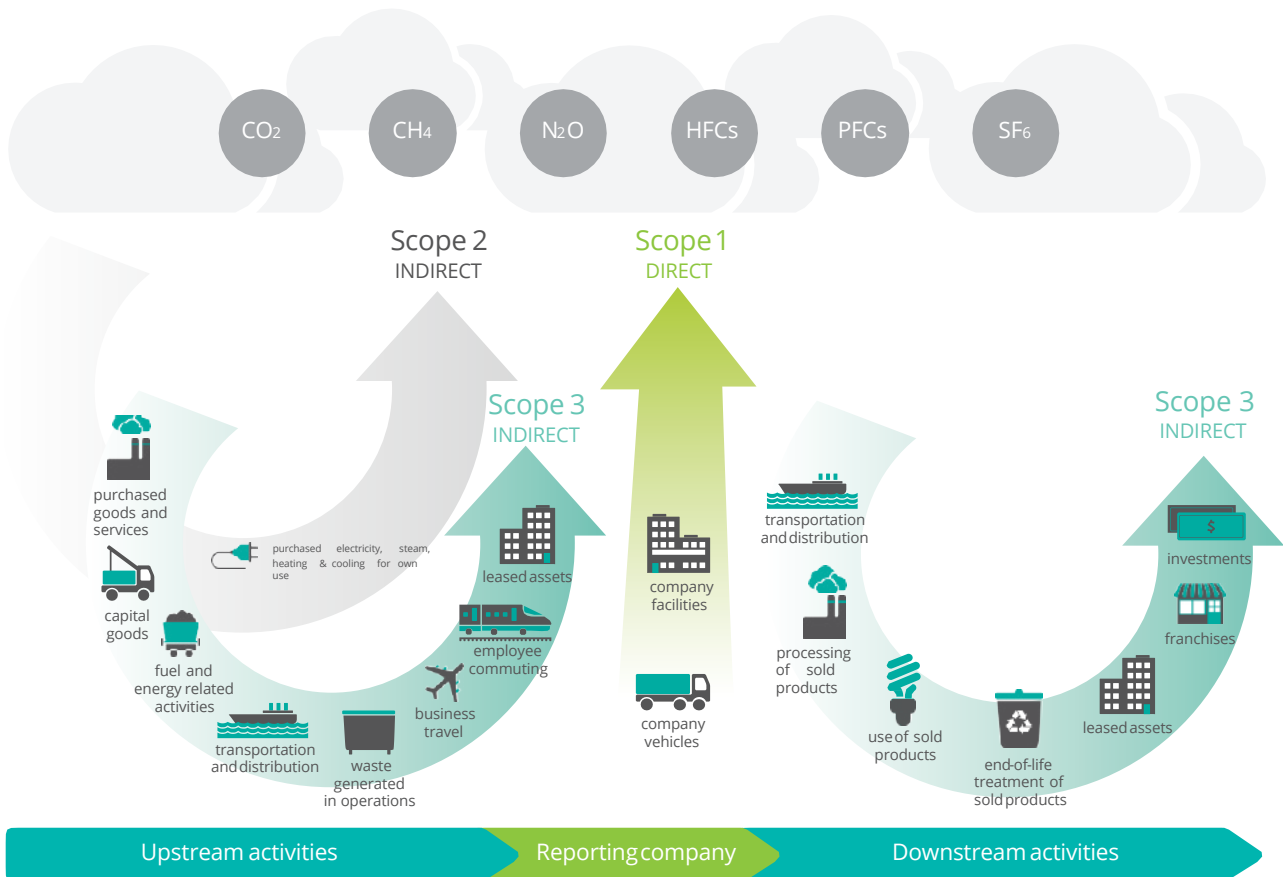 CO2
CH4
N2O
HFCs
PFCs
SF6
Scope 2
INDIRECT
Scope 1
DIRECT
Scope 3
INDIRECT
Scope 3
INDIRECT
purchased
goods and
services
capital
goods
fuel and
energy related
activities
transportation
and distribution
waste
generated
in operations
business
travel
employee
commuting
leased assets
purchased electricity, steam,
heating & cooling for own
use
company
facilities
company
vehicles
transportation
and distribution
processing
of sold
products
use of sold
products
end-of-life
treatment of
sold products
leased assets
franchises
$
investments
Upstream activities
Reporting company
Downstream activities